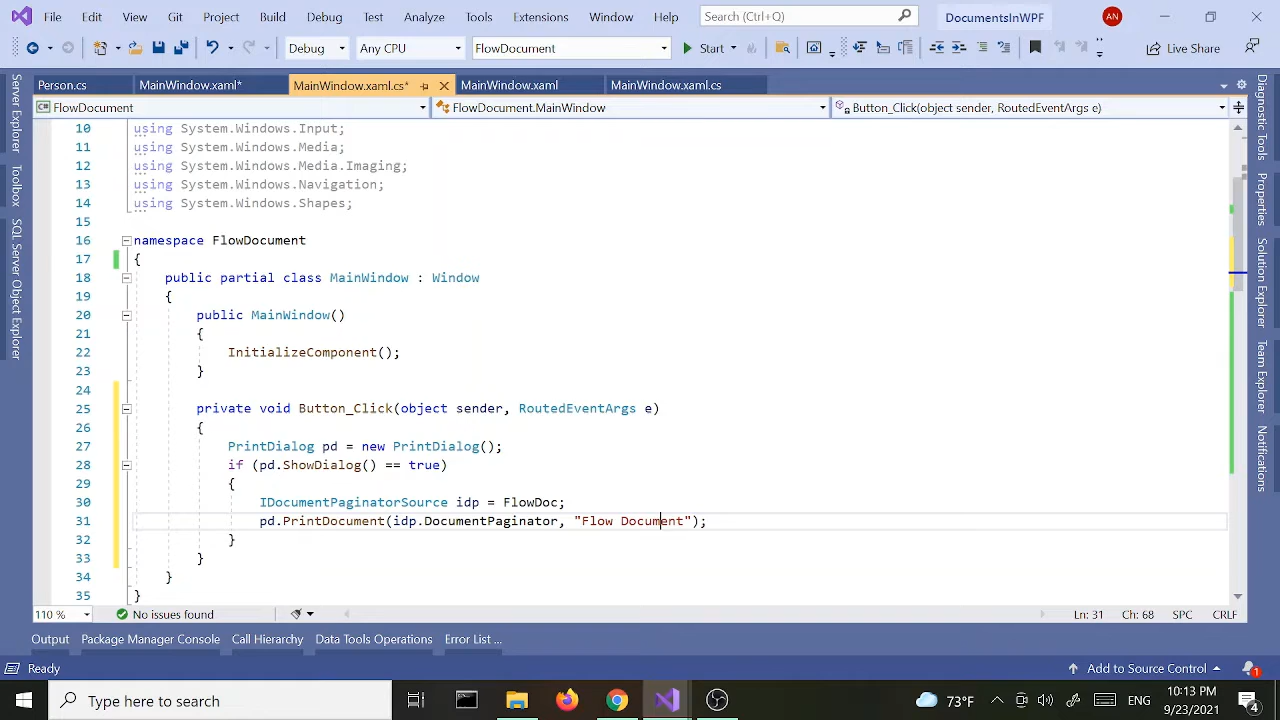 File Edit View Git Project Build Debug Test Analyze Tools Extensions Window Help Search (Ctrl+Q) DocumentsInWPF AN
Debug Any CPU FlowDocument Start Live Share
Person.cs MainWindow.xaml* MainWindow.xaml.cs* MainWindow.xaml MainWindow.xaml.cs
FlowDocument FlowDocument.MainWindow Button_Click(object sender, RoutedEventArgs e)
10 using System.Windows.Input;
11 using System.Windows.Media;
12 using System.Windows.Media.Imaging;
13 using System.Windows.Navigation;
14 using System.Windows.Shapes;
15
16 namespace FlowDocument
17 {
18 public partial class MainWindow : Window
19 {
20 public MainWindow()
21 {
22 InitializeComponent();
23 }
24
25 private void Button_Click(object sender, RoutedEventArgs e)
26 {
27 PrintDialog pd = new PrintDialog();
28 if (pd.ShowDialog() == true)
29 {
30 IDocumentPaginatorSource idp = FlowDoc;
31 pd.PrintDocument(idp.DocumentPaginator, "Flow Document");
32 }
33 }
34 }
35 }
Server Explorer
Toolbox
SQL Server Object Explorer
Diagnostic Tools
Properties
Solution Explorer
Team Explorer
Notifications
110 % No issues found Ln: 31 Ch: 68 SPC CRLF
Output Package Manager Console Call Hierarchy Data Tools Operations Error List ...
Ready Add to Source Control 1
Type here to search 73°F ENG 10:13 PM
9/23/2021 4